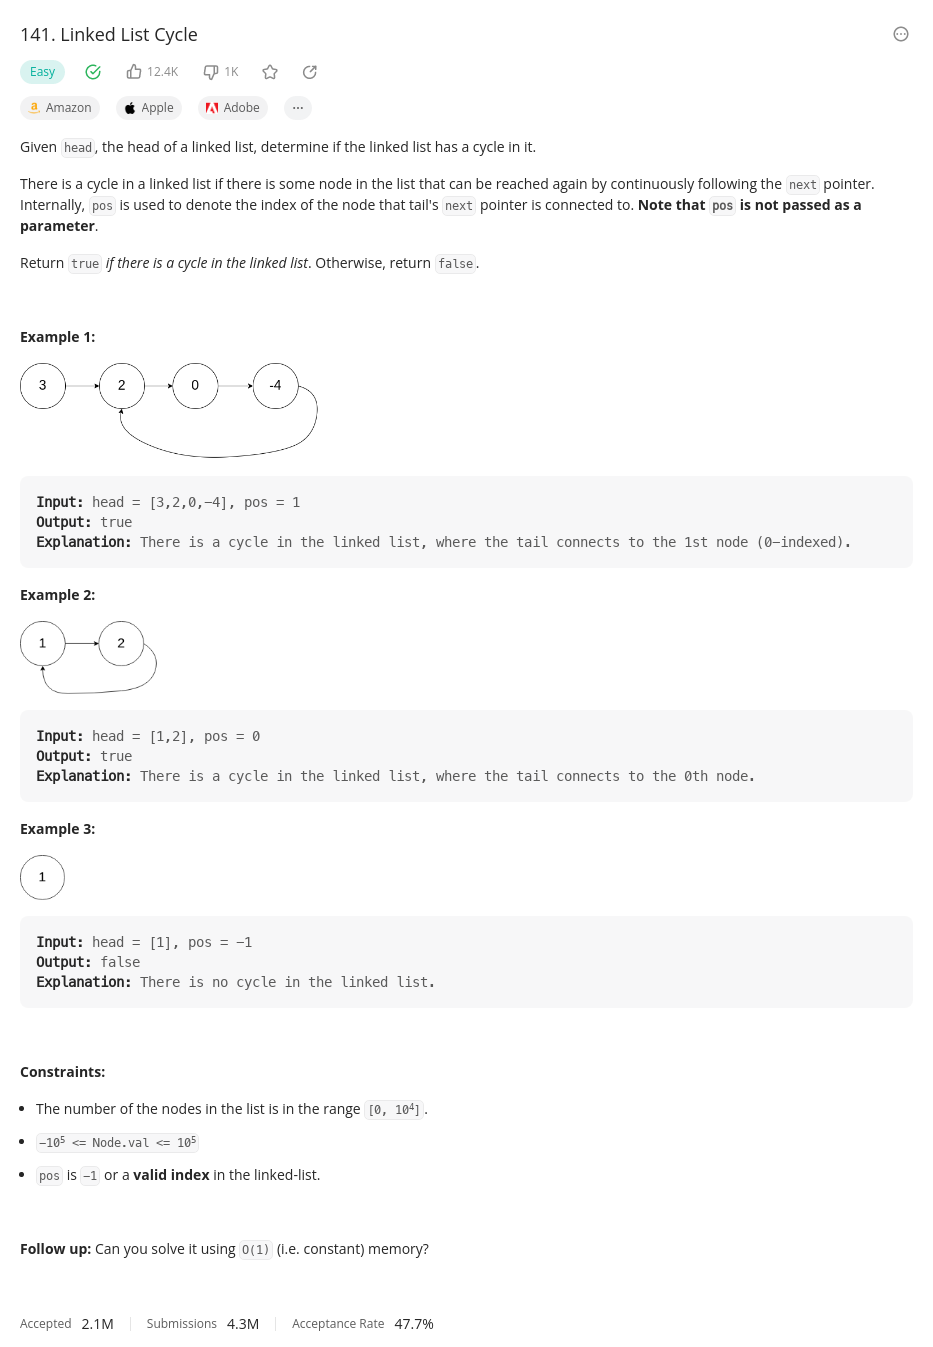 141. Linked List Cycle
Easy 12.4K 1K
Amazon Apple Adobe ...
Given head, the head of a linked list, determine if the linked list has a cycle in it.
There is a cycle in a linked list if there is some node in the list that can be reached again by continuously following the next pointer.
Internally, pos is used to denote the index of the node that tail's next pointer is connected to. Note that pos is not passed as a
parameter.
Return true if there is a cycle in the linked list. Otherwise, return false.
Example 1:
3 2 0 -4
Input: head = [3,2,0,-4], pos = 1
Output: true
Explanation: There is a cycle in the linked list, where the tail connects to the 1st node (0-indexed).
Example 2:
1 2
Input: head = [1,2], pos = 0
Output: true
Explanation: There is a cycle in the linked list, where the tail connects to the 0th node.
Example 3:
1
Input: head = [1], pos = -1
Output: false
Explanation: There is no cycle in the linked list.
Constraints:
• The number of the nodes in the list is in the range [0, 10⁴].
• -10⁵ <= Node.val <= 10⁵
• pos is -1 or a valid index in the linked-list.
Follow up: Can you solve it using O(1) (i.e. constant) memory?
Accepted 2.1M Submissions 4.3M Acceptance Rate 47.7%